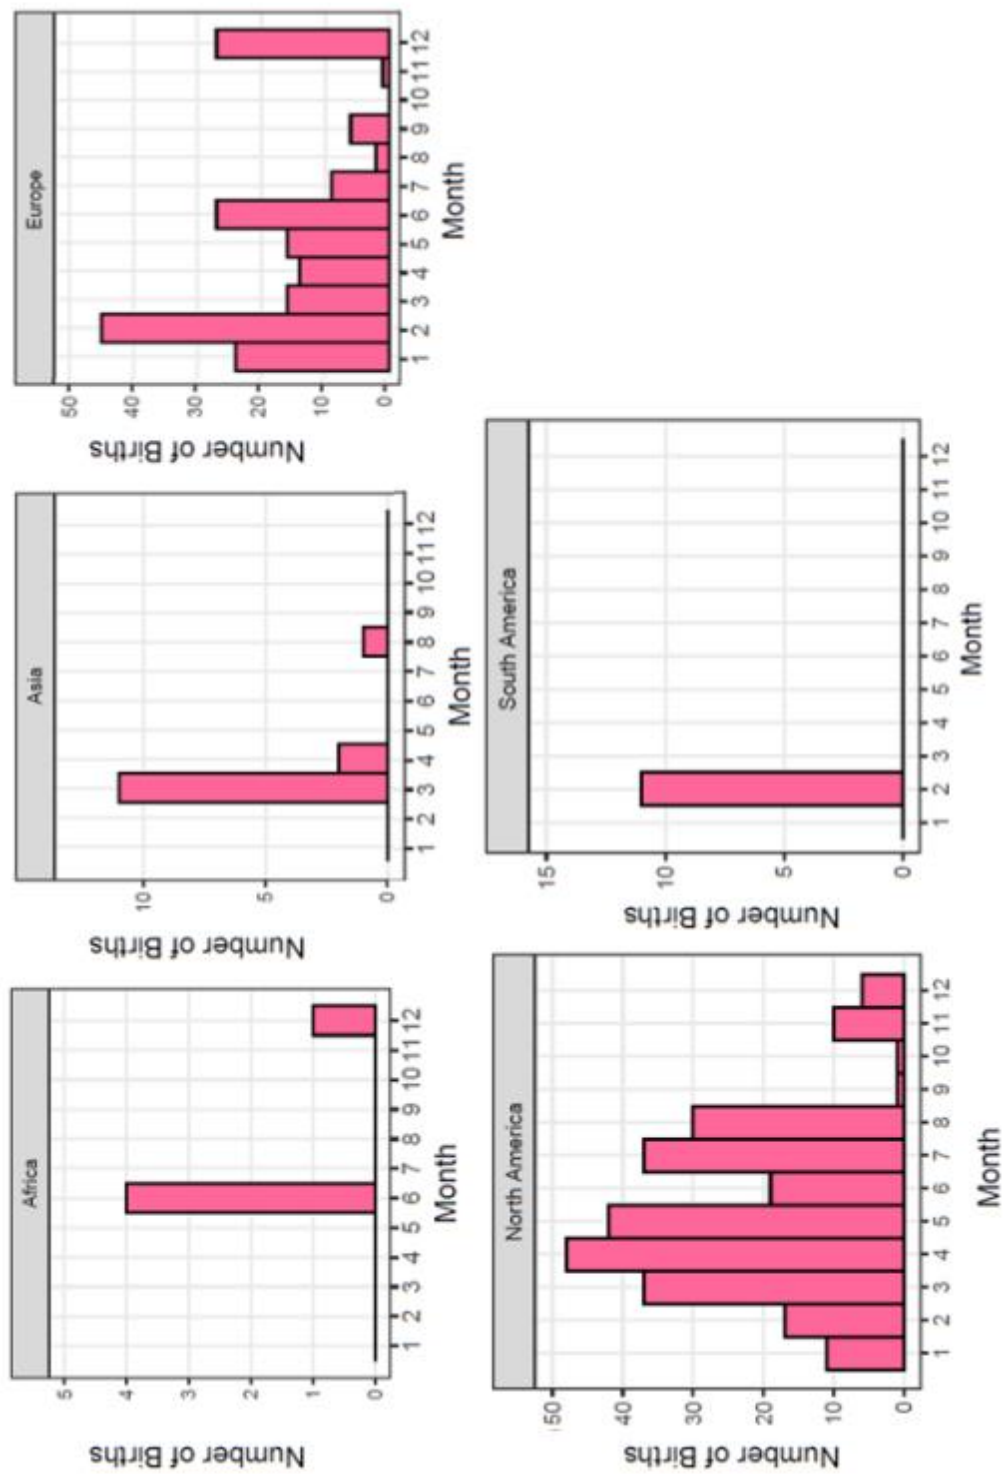 Africa
Number of Births
5
4
3
2
1
0
1 2 3 4 5 6 7 8 9 10 11 12
Month
Asia
Number of Births
10
5
0
1 2 3 4 5 6 7 8 9 10 11 12
Month
Europe
Number of Births
50
40
30
20
10
0
1 2 3 4 5 6 7 8 9 10 11 12
Month
North America
Number of Births
50
40
30
20
10
0
1 2 3 4 5 6 7 8 9 10 11 12
Month
South America
Number of Births
15
10
5
0
1 2 3 4 5 6 7 8 9 10 11 12
Month